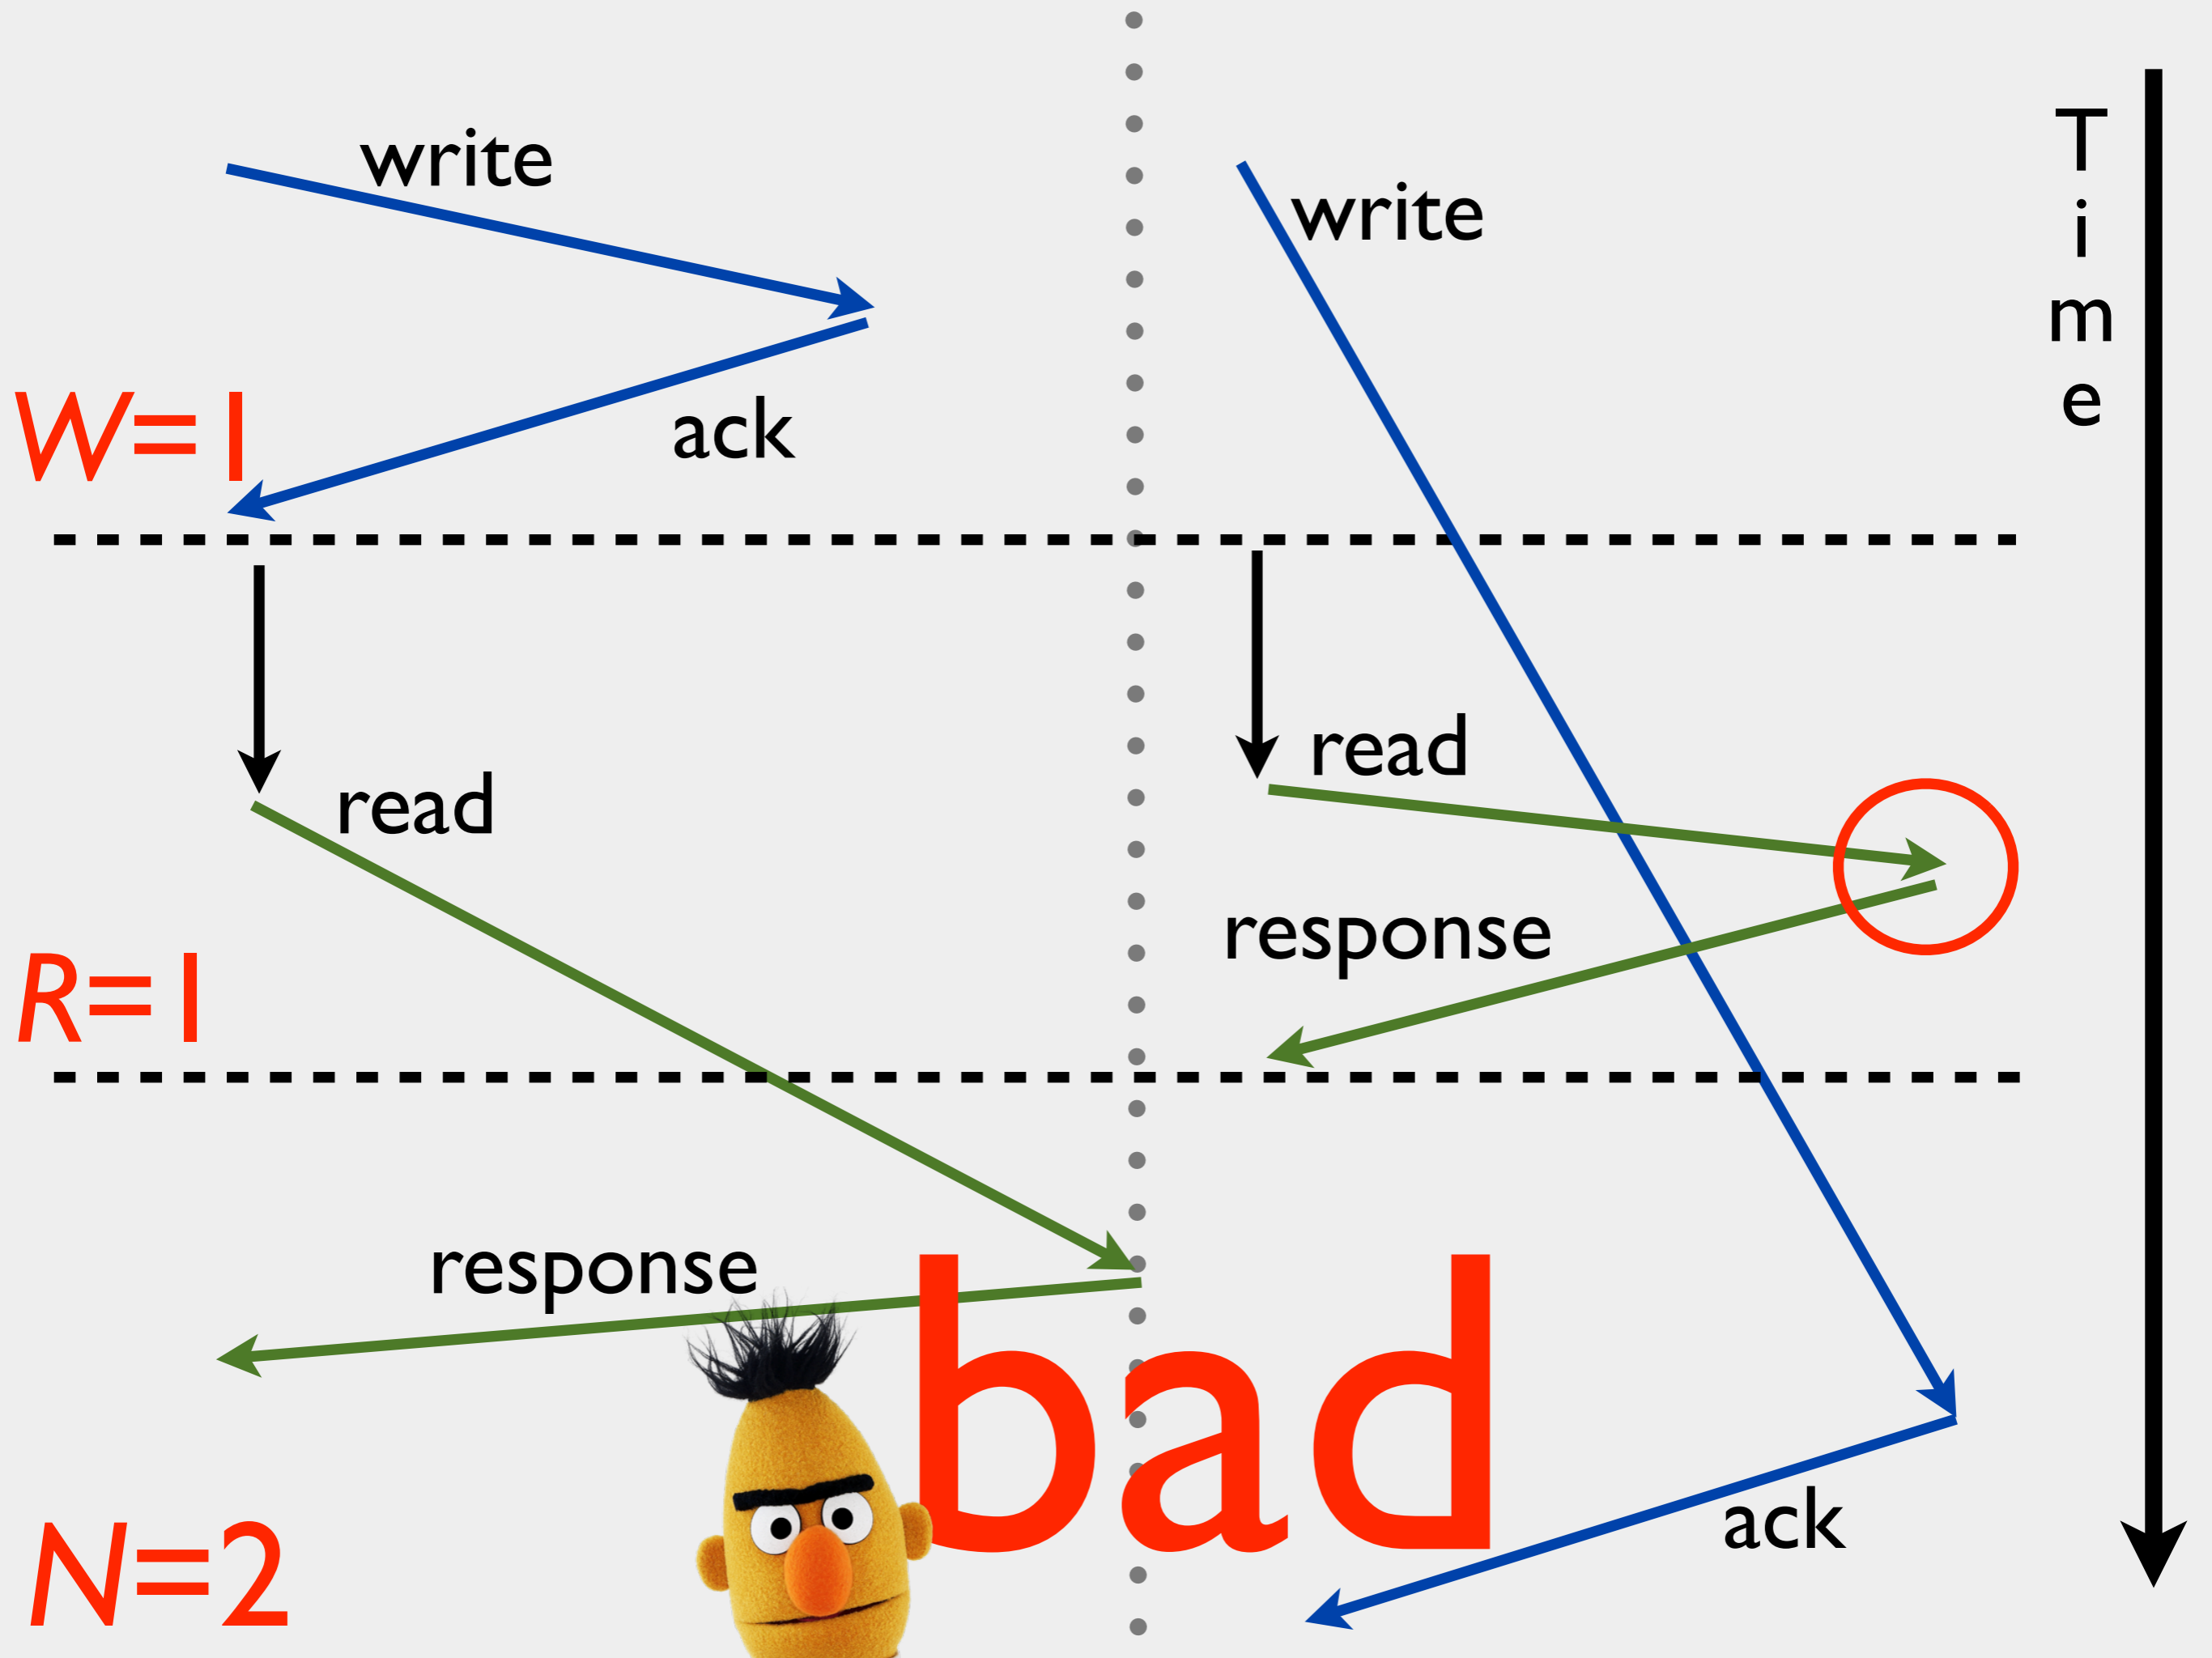 write
write
T
i
m
e
W=1
ack
read
read
response
R=1
response
bad
N=2
ack